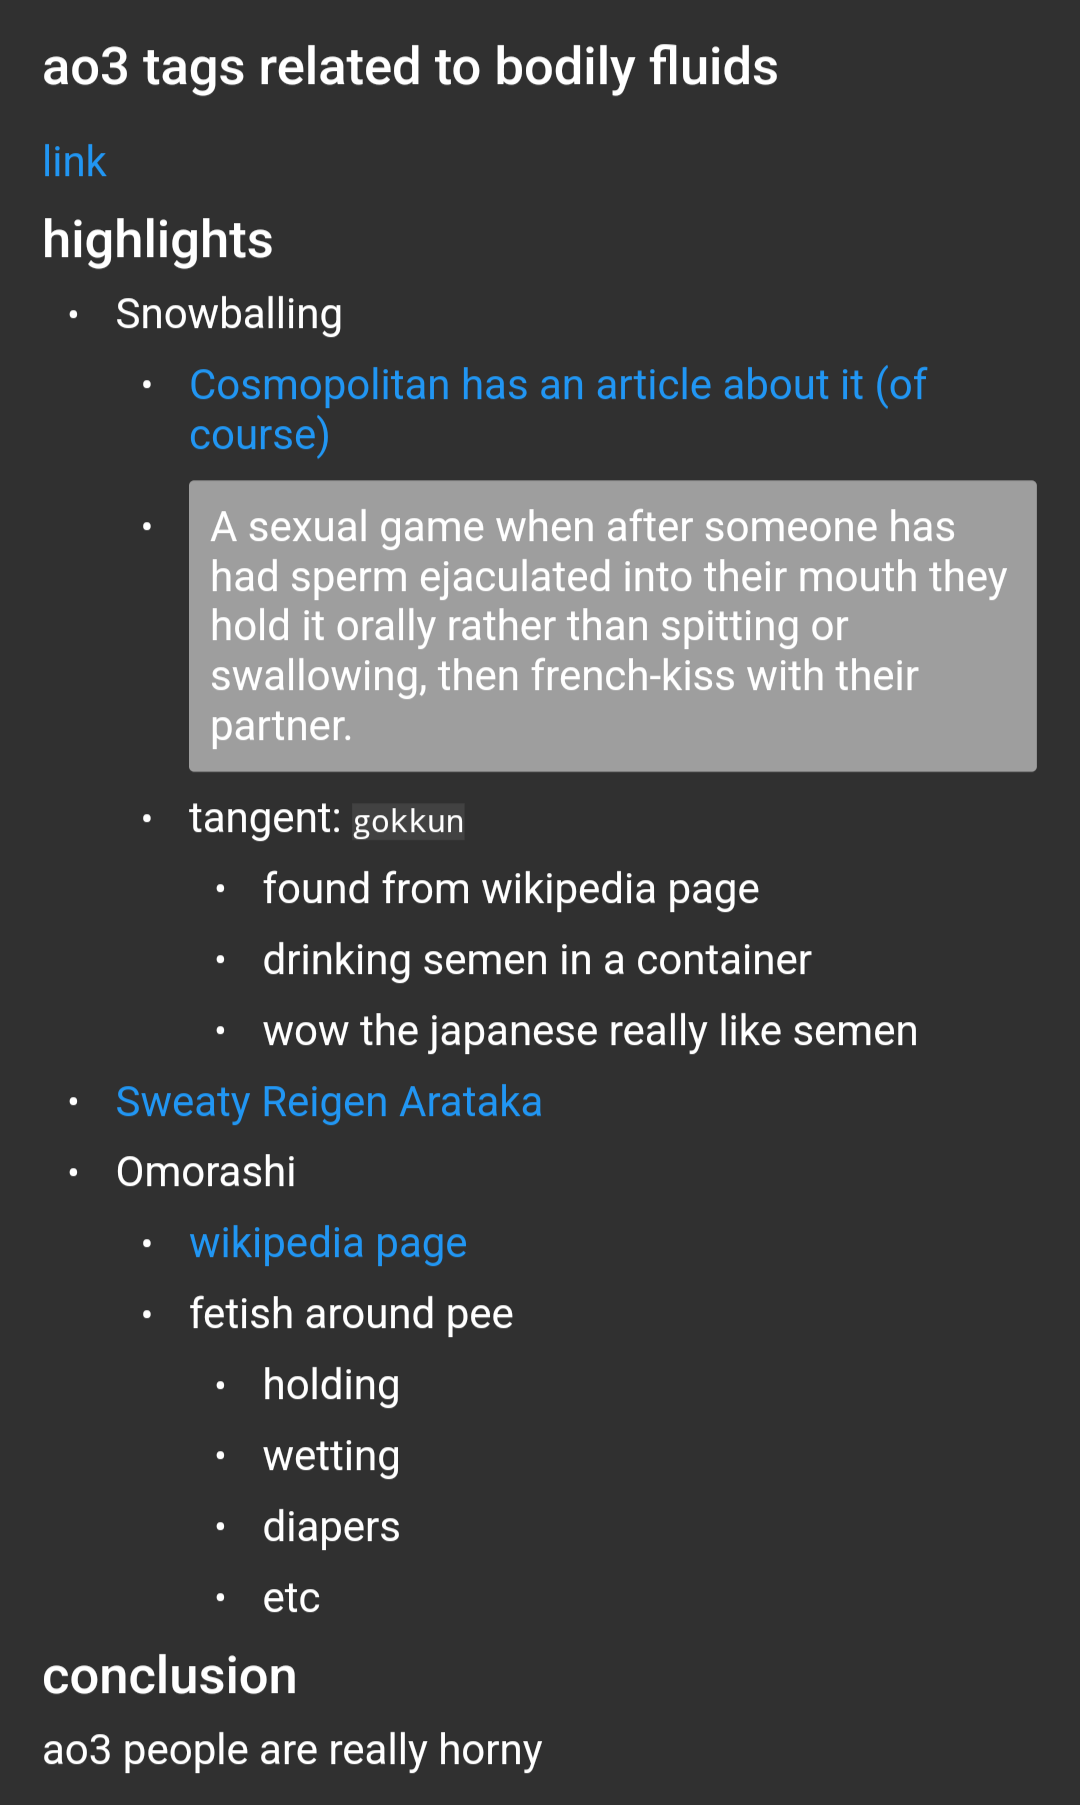 ao3 tags related to bodily fluids
link
highlights
• Snowballing
• Cosmopolitan has an article about it (of
course)
• A sexual game when after someone has
had sperm ejaculated into their mouth they
hold it orally rather than spitting or
swallowing, then french-kiss with their
partner.
• tangent: gokkun
• found from wikipedia page
• drinking semen in a container
• wow the japanese really like semen
• Sweaty Reigen Arataka
• Omorashi
• wikipedia page
• fetish around pee
• holding
• wetting
• diapers
• etc
conclusion
ao3 people are really horny